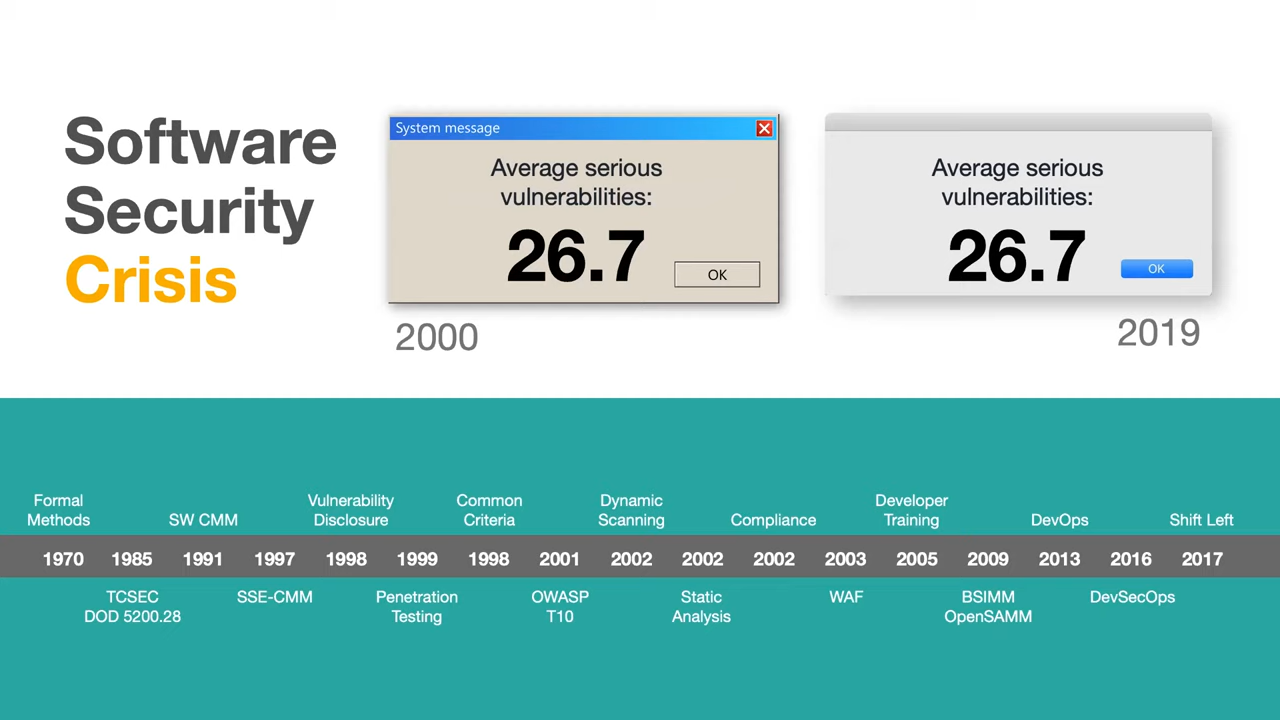 Software
Security
Crisis
System message
Average serious
vulnerabilities:
26.7
OK
2000
Average serious
vulnerabilities:
26.7
OK
2019
Formal
Methods
SW CMM
Vulnerability
Disclosure
Common
Criteria
Dynamic
Scanning
Compliance
Developer
Training
DevOps
Shift Left
1970 1985 1991 1997 1998 1999 1998 2001 2002 2002 2002 2003 2005 2009 2013 2016 2017
TCSEC
DOD 5200.28
SSE-CMM
Penetration
Testing
OWASP
T10
Static
Analysis
WAF
BSIMM
OpenSAMM
DevSecOps